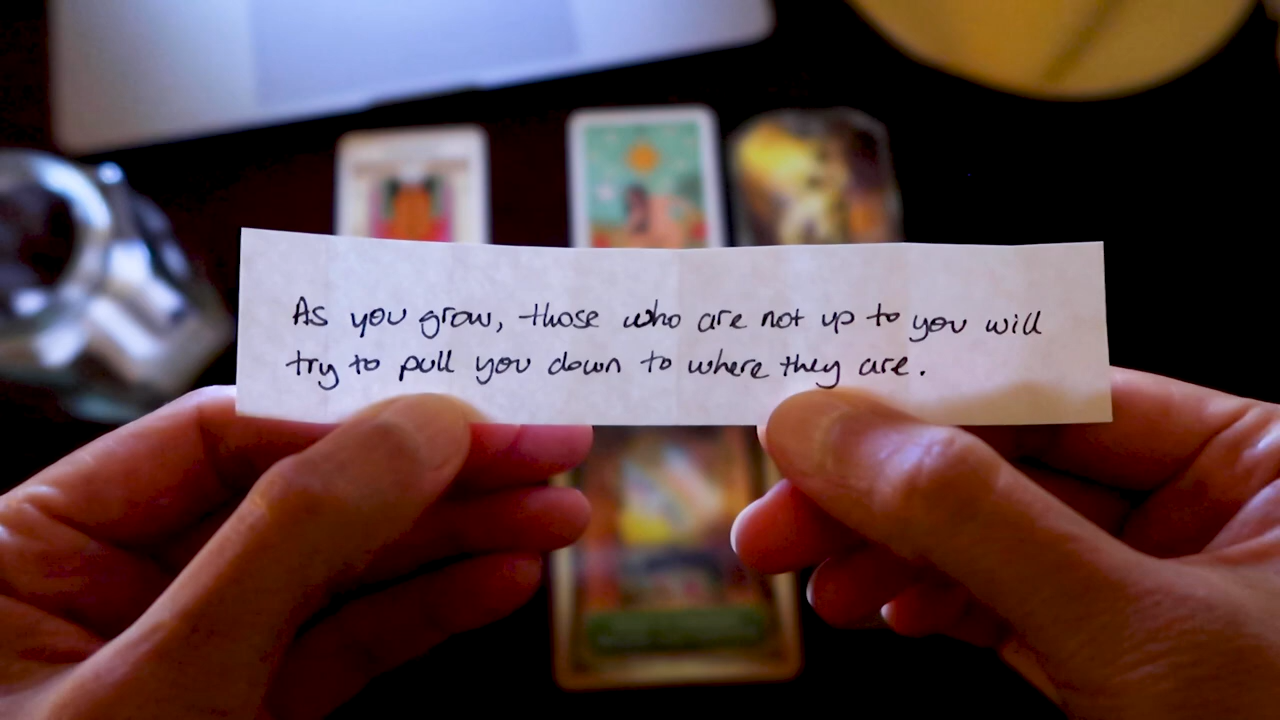 As you grow, those who are not up to you will
try to pull you down to where they are.